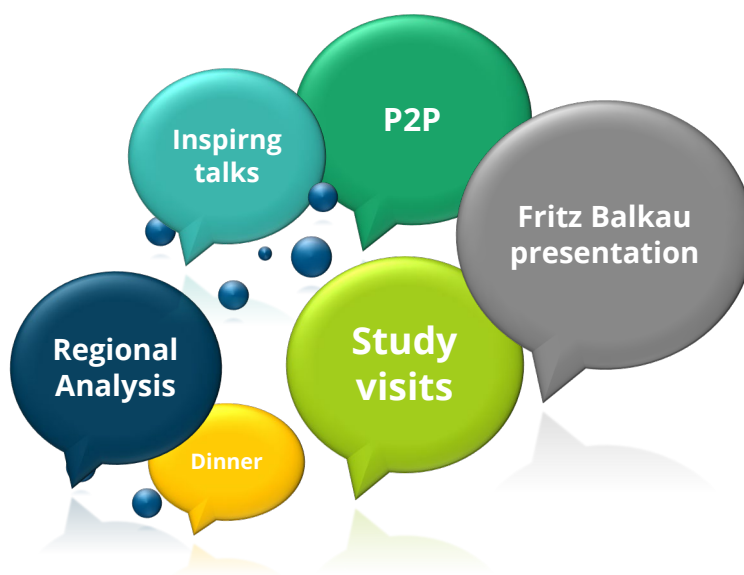 P2P
Inspirng
talks
Fritz Balkau
presentation
Study
visits
Regional
Analysis
Dinner